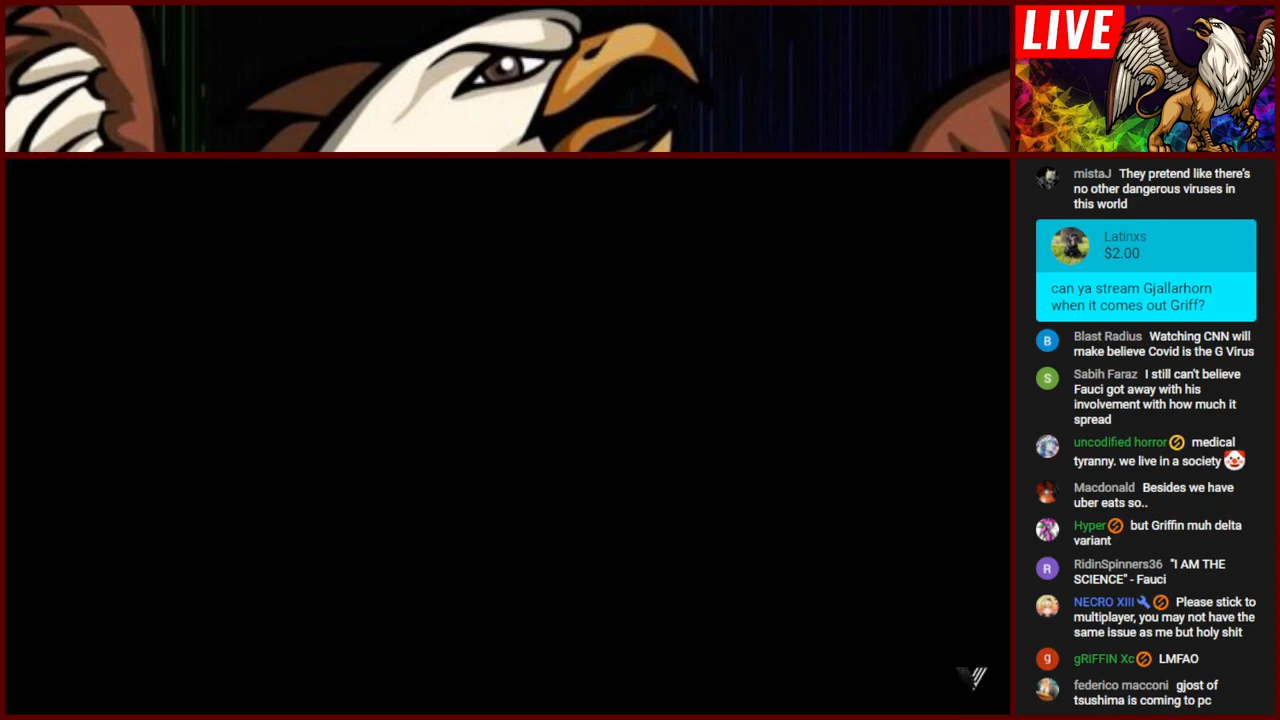 LIVE
mistaJ They pretend like there's
no other dangerous viruses in
this world
Latinxs
$2.00
can ya stream Gjallarhorn
when it comes out Griff?
B
Blast Radius Watching CNN will
make believe Covid is the G Virus
S
Sabih Faraz I still can't believe
Fauci got away with his
involvement with how much it
spread
uncodified horror medical
tyranny. we live in a society 🤡
Macdonald Besides we have
uber eats so..
Hyper but Griffin muh delta
variant
R
RidinSpinners36 "I AM THE
SCIENCE" - Fauci
NECRO XIII Please stick to
multiplayer, you may not have the
same issue as me but holy shit
g
gRIFFIN Xc LMFAO
federico macconi gjost of
tsushima is coming to pc